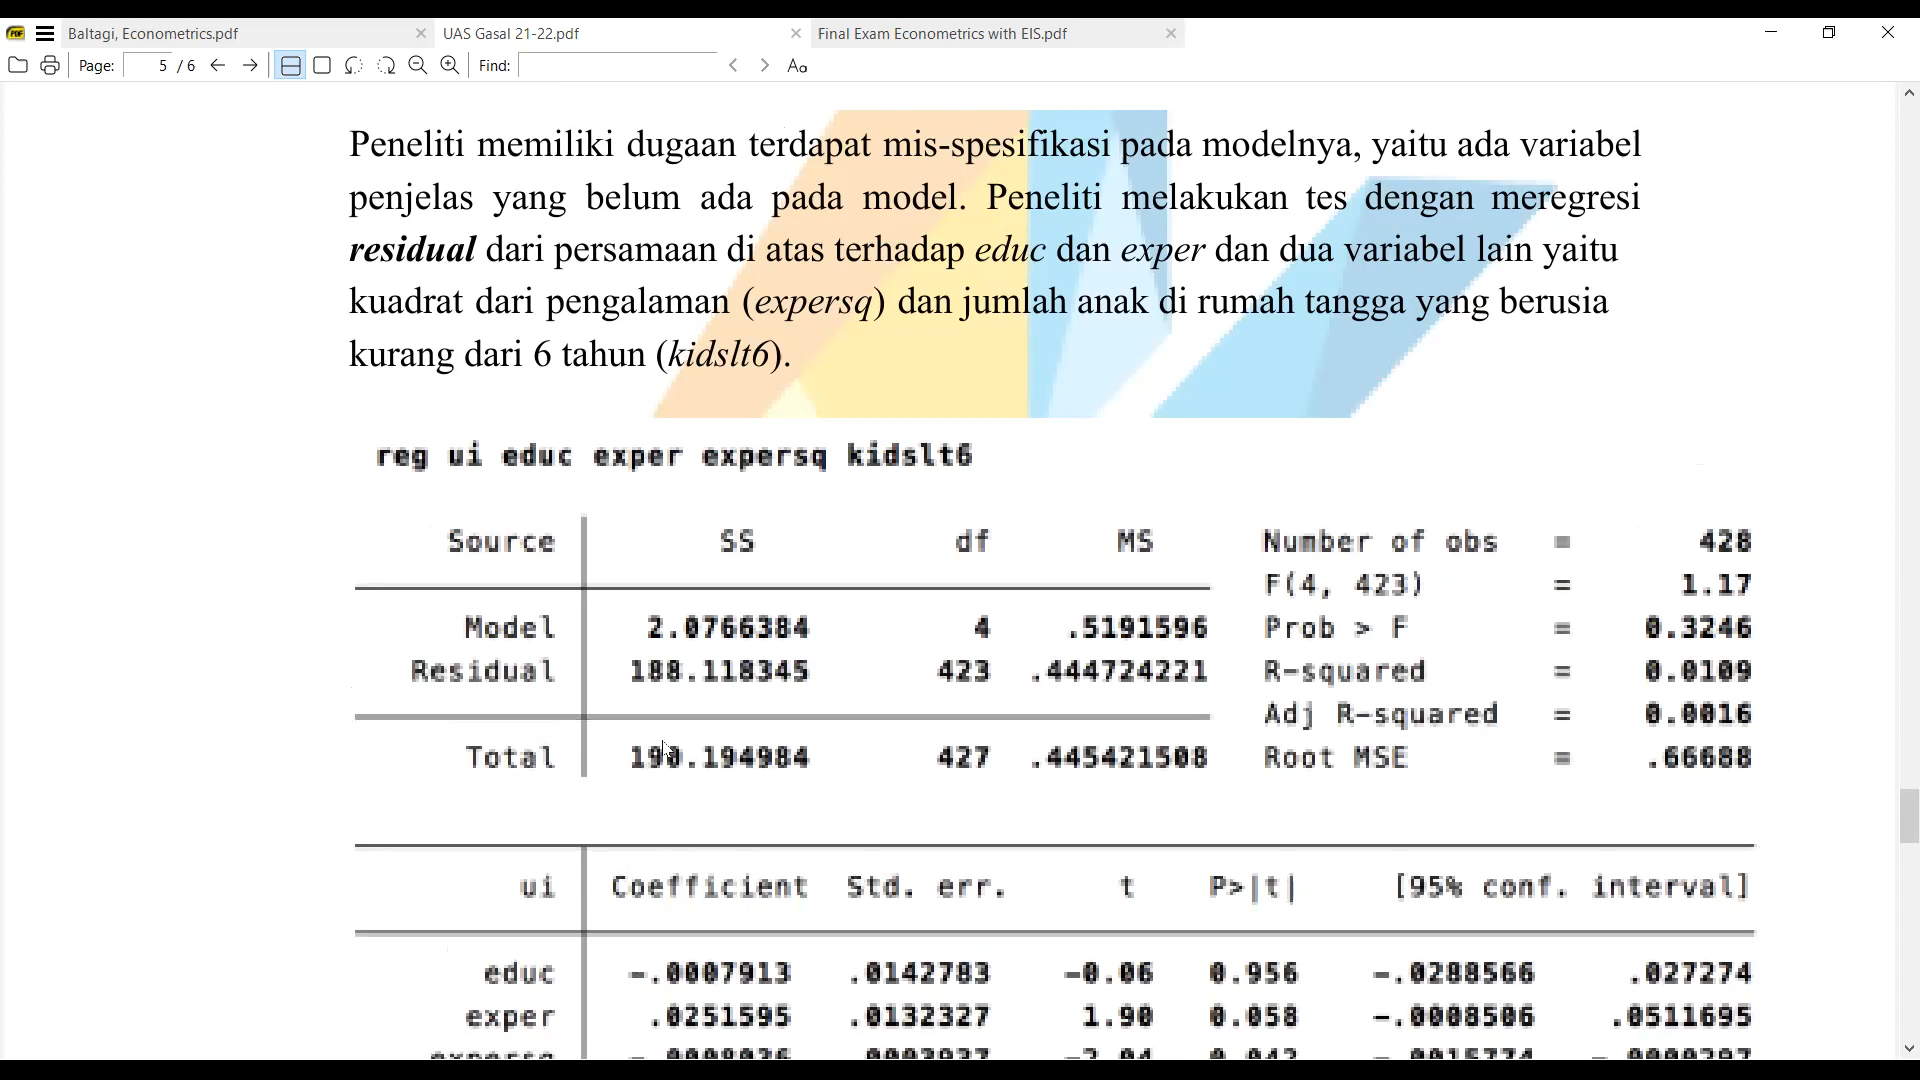 Baltagi, Econometrics.pdf UAS Gasal 21-22.pdf Final Exam Econometrics with EIS.pdf
Page: 5 / 6 Find: Aa
Peneliti memiliki dugaan terdapat mis-spesifikasi pada modelnya, yaitu ada variabel
penjelas yang belum ada pada model. Peneliti melakukan tes dengan meregresi
residual dari persamaan di atas terhadap educ dan exper dan dua variabel lain yaitu
kuadrat dari pengalaman (expersq) dan jumlah anak di rumah tangga yang berusia
kurang dari 6 tahun (kidslt6).
reg ui educ exper expersq kidslt6
Source SS df MS Number of obs = 428
F(4, 423) = 1.17
Model 2.0766384 4 .5191596 Prob > F = 0.3246
Residual 188.118345 423 .444724221 R-squared = 0.0109
Adj R-squared = 0.0016
Total 190.194984 427 .445421508 Root MSE = .66688
ui Coefficient Std. err. t P>|t| [95% conf. interval]
educ -.0007913 .0142783 -0.06 0.956 -.0288566 .027274
exper .0251595 .0132327 1.90 0.058 -.0008506 .0511695